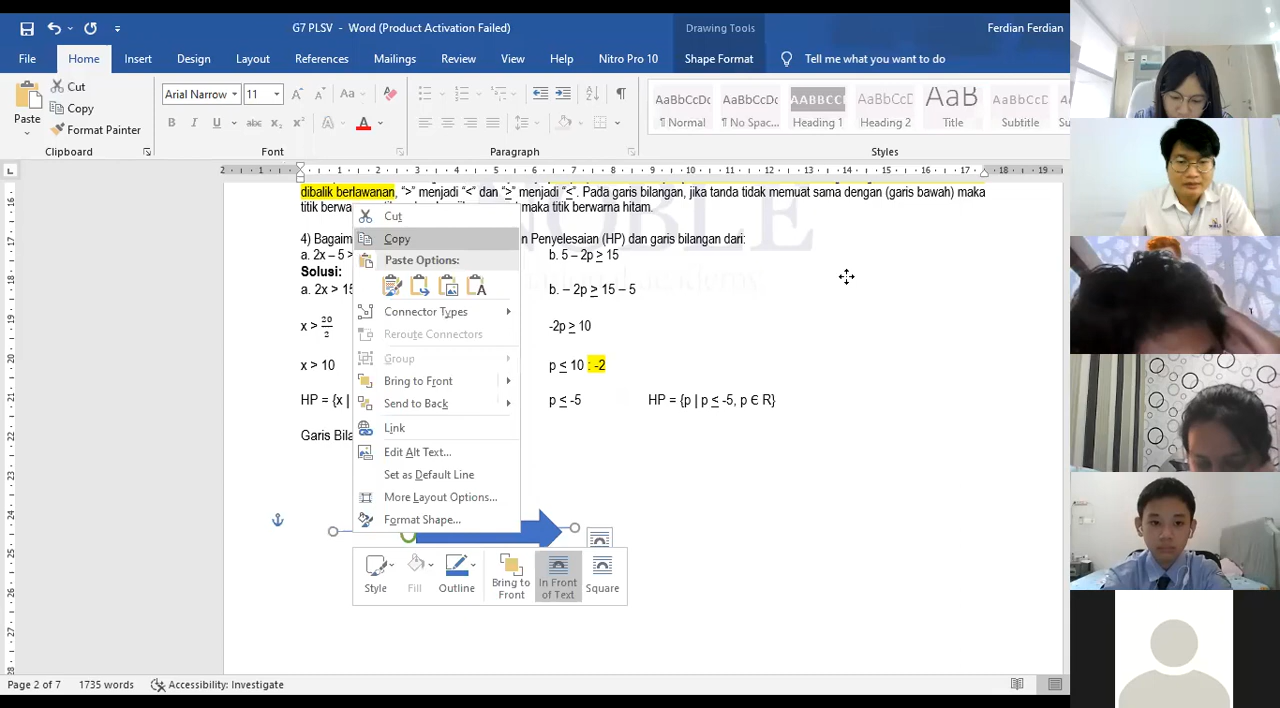 G7 PLSV - Word (Product Activation Failed)
Drawing Tools
Ferdian Ferdian
File Home Insert Design Layout References Mailings Review View Help Nitro Pro 10 Shape Format Tell me what you want to do
Paste
Cut
Copy
Format Painter
Clipboard
Arial Narrow 11
Font
Paragraph
AaBbCcDc AaBbCcDc AABBCC AaBbCcDc AaB AaBbCcDc AaBbCcDc
¶ Normal ¶ No Spac... Heading 1 Heading 2 Title Subtitle
Styles
dibalik berlawanan, “>” menjadi “<” dan “≥” menjadi “≤”. Pada garis bilangan, jika tanda tidak memuat sama dengan (garis bawah) maka
titik berwa maka titik berwarna hitam.
NOBLE
academy
4) Bagaim n Penyelesaian (HP) dan garis bilangan dari:
a. 2x – 5 > b. 5 – 2p ≥ 15
Solusi:
a. 2x > 15 b. – 2p ≥ 15 – 5
x > 20/2 -2p ≥ 10
x > 10 p ≤ 10 : -2
HP = {x | p ≤ -5 HP = {p | p ≤ -5, p Є R}
Garis Bila
Cut
Copy
Paste Options:
Connector Types
Reroute Connectors
Group
Bring to Front
Send to Back
Link
Edit Alt Text...
Set as Default Line
More Layout Options...
Format Shape...
Style Fill Outline Bring to Front In Front of Text Square
Page 2 of 7 1735 words Accessibility: Investigate